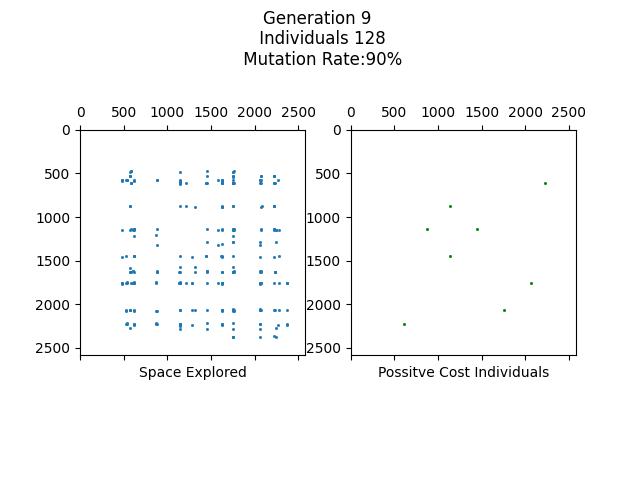 Generation 9
Individuals 128
Mutation Rate:90%
0 500 1000 1500 2000 2500
0 500 1000 1500 2000 2500
0
500
1000
1500
2000
2500
0
500
1000
1500
2000
2500
Space Explored
Possitve Cost Individuals